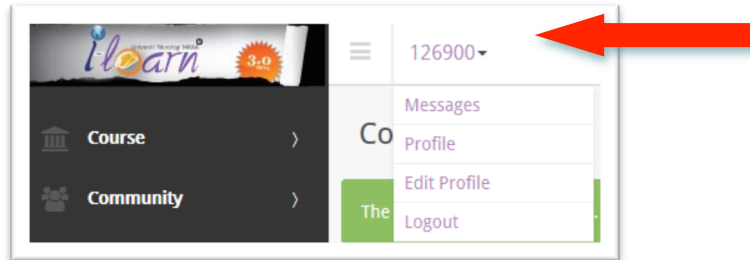 Universiti Teknologi MARA
i-learn
3.0
126900
Messages
Course
Co
Profile
Edit Profile
Community
The
Logout